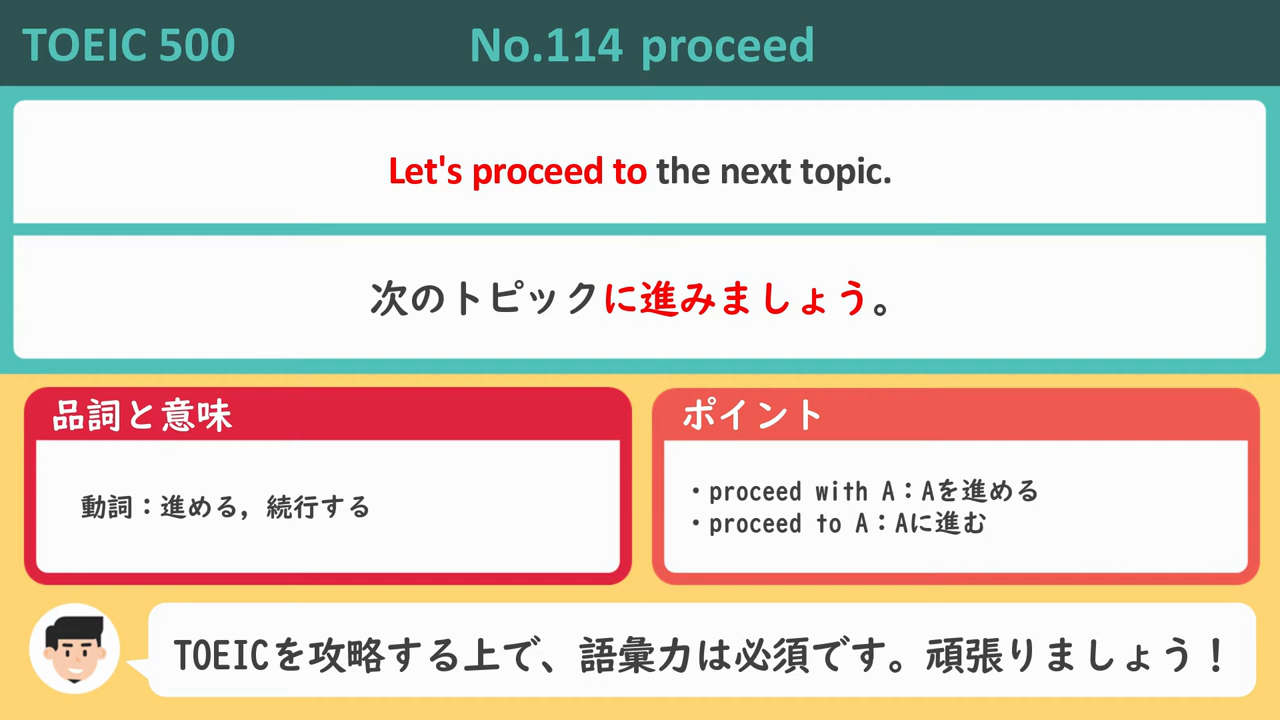 TOEIC 500
No.114 proceed
Let's proceed to the next topic.
次のトピックに進みましょう。
品詞と意味
動詞：進める，続行する
ポイント
・proceed with A：Aを進める
・proceed to A：Aに進む
TOEICを攻略する上で、語彙力は必須です。頑張りましょう！